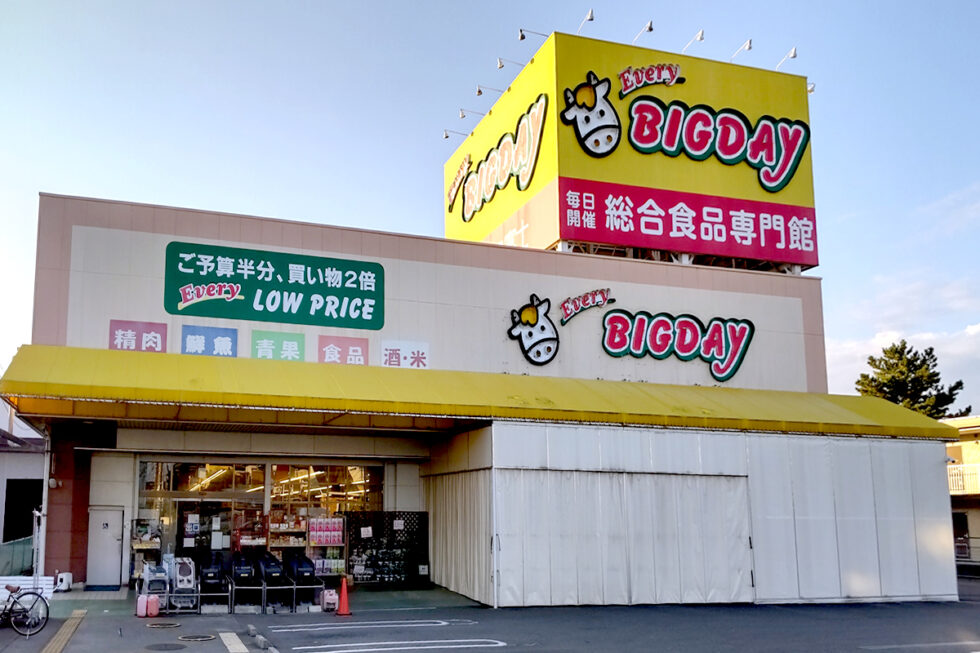 Every
BIGDAY
毎日
開催
総合食品専門館
BIGDAY
ご予算半分、買い物2倍
Every LOW PRICE
精肉
鮮魚
青果
食品
酒・米
Every
BIGDAY